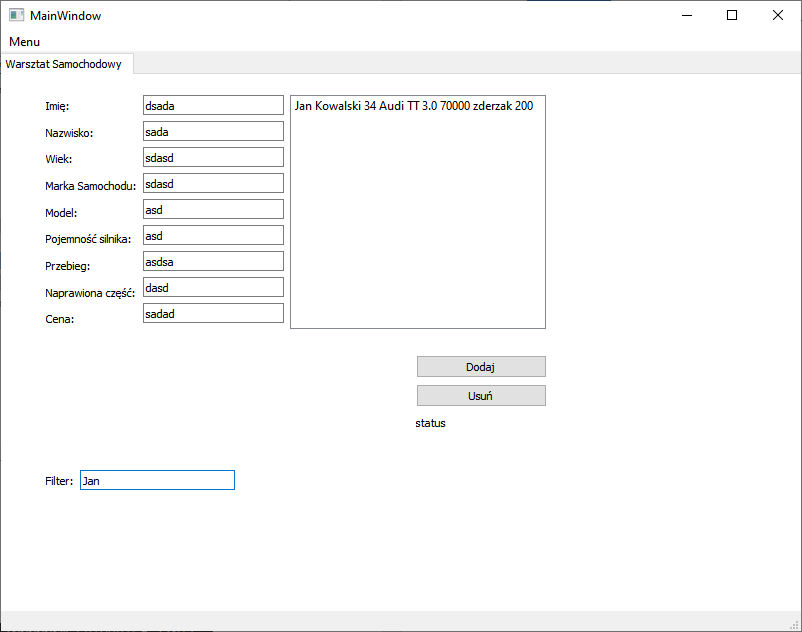 MainWindow
Menu
Warsztat Samochodowy
Imię: dsada
Jan Kowalski 34 Audi TT 3.0 70000 zderzak 200
Nazwisko: sada
Wiek: sdasd
Marka Samochodu: sdasd
Model: asd
Pojemność silnika: asd
Przebieg: asdsa
Naprawiona część: dasd
Cena: sadad
Dodaj
Usuń
status
Filter: Jan